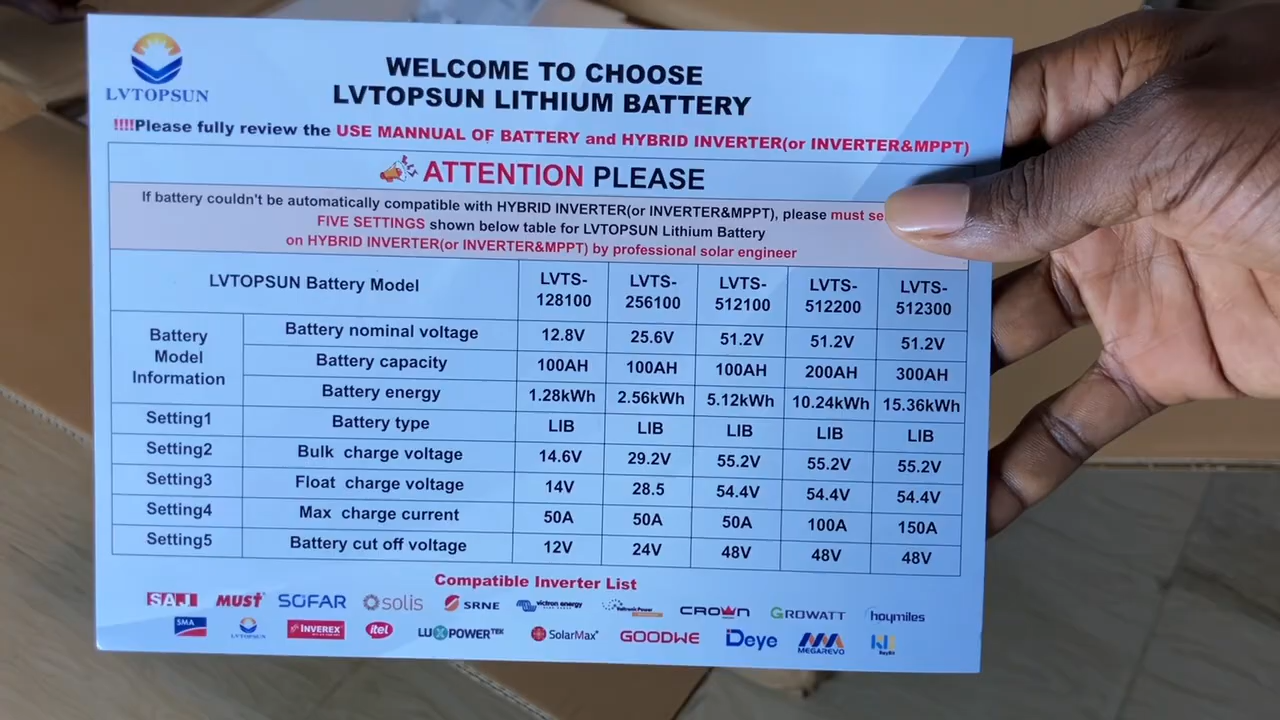 LVTOPSUN
WELCOME TO CHOOSE
LVTOPSUN LITHIUM BATTERY
!!!!Please fully review the USE MANNUAL OF BATTERY and HYBRID INVERTER(or INVERTER&MPPT)
ATTENTION PLEASE
If battery couldn't be automatically compatible with HYBRID INVERTER(or INVERTER&MPPT), please must
FIVE SETTINGS shown below table for LVTOPSUN Lithium Battery
on HYBRID INVERTER(or INVERTER&MPPT) by professional solar engineer
LVTOPSUN Battery Model LVTS-128100 LVTS-256100 LVTS-512100 LVTS-512200 LVTS-512300
Battery Model Information
Battery nominal voltage 12.8V 25.6V 51.2V 51.2V 51.2V
Battery capacity 100AH 100AH 100AH 200AH 300AH
Battery energy 1.28kWh 2.56kWh 5.12kWh 10.24kWh 15.36kWh
Setting1 Battery type LIB LIB LIB LIB LIB
Setting2 Bulk charge voltage 14.6V 29.2V 55.2V 55.2V 55.2V
Setting3 Float charge voltage 14V 28.5 54.4V 54.4V 54.4V
Setting4 Max charge current 50A 50A 50A 100A 150A
Setting5 Battery cut off voltage 12V 24V 48V 48V 48V
Compatible Inverter List
SAJ MUST SOFAR solis SRNE victron energy Voltronic Power CROWN GROWATT hoymiles
SMA LVTOPSUN INVEREX itel LUXPOWERTEK SolarMax GOODWE Deye MEGAREVO